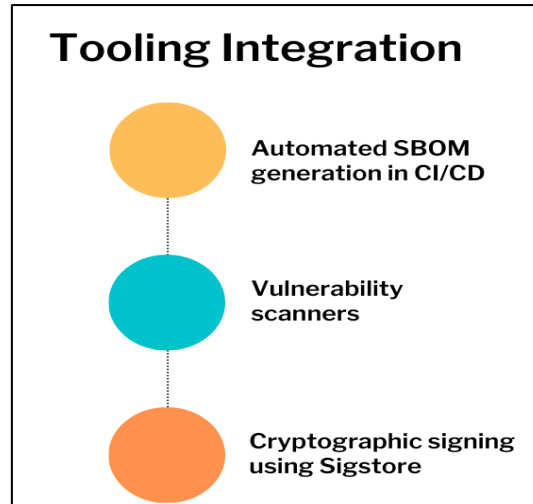 Tooling Integration
Automated SBOM
generation in CI/CD
Vulnerability
scanners
Cryptographic signing
using Sigstore